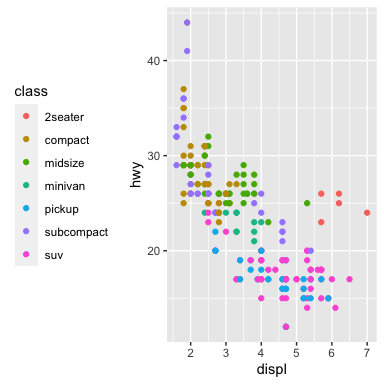 class
2seater
compact
midsize
minivan
pickup
subcompact
suv
hwy
40
30
20
2 3 4 5 6 7
displ